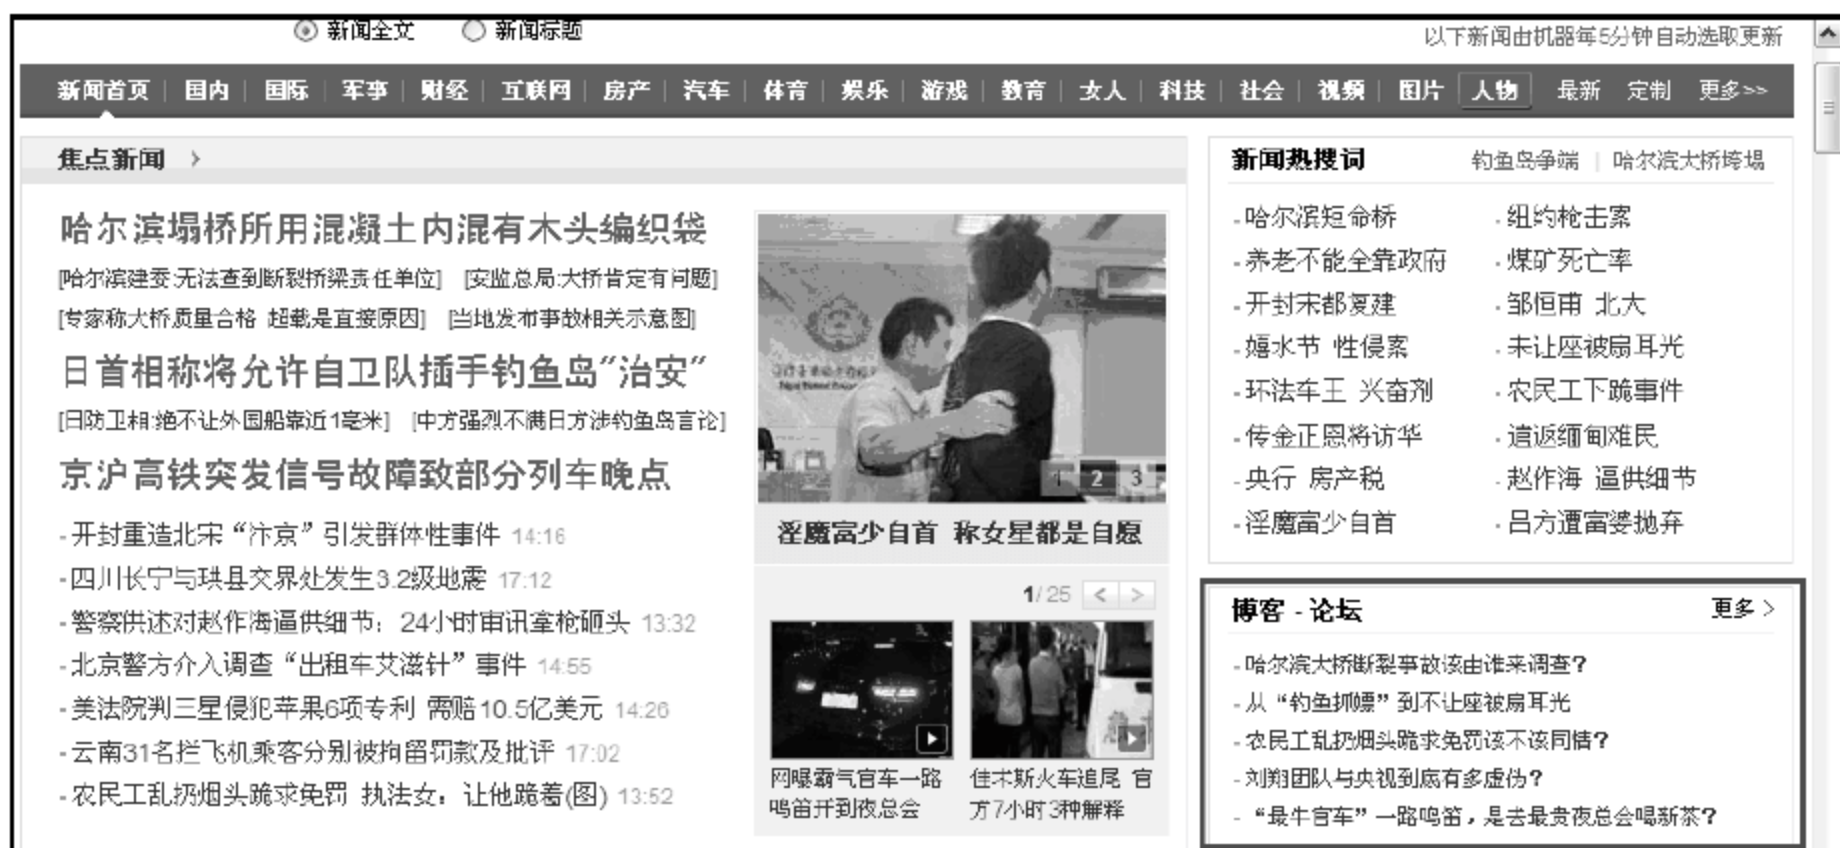 新闻全文 新闻标题
以下新闻由机器每5分钟自动选取更新
新闻首页 | 国内 | 国际 | 军事 | 财经 | 互联网 | 房产 | 汽车 | 体育 | 娱乐 | 游戏 | 教育 | 女人 | 科技 | 社会 | 视频 | 图片 人物 最新 定制 更多>>
焦点新闻 >
哈尔滨塌桥所用混凝土内混有木头编织袋
[哈尔滨建委:无法查到断裂桥梁责任单位] [安监总局:大桥肯定有问题]
[专家称大桥质量合格 超载是直接原因] [当地发布事故相关示意图]
日首相称将允许自卫队插手钓鱼岛"治安"
[日防卫相:绝不让外国船靠近1毫米] [中方强烈不满日方涉钓鱼岛言论]
京沪高铁突发信号故障致部分列车晚点
-开封重造北宋“汴京”引发群体性事件 14:16
-四川长宁与珙县交界处发生3.2级地震 17:12
-警察供述对赵作海逼供细节：24小时审讯拿枪砸头 13:32
-北京警方介入调查“出租车艾滋针”事件 14:55
-美法院判三星侵犯苹果6项专利 需赔10.5亿美元 14:26
-云南31名拦飞机乘客分别被拘留罚款及批评 17:02
-农民工乱扔烟头跪求免罚 执法女：让他跪着(图) 13:52
1 2 3
淫魔富少自首 称女星都是自愿
1/25 < >
网曝霸气官车一路
鸣笛开到夜总会
佳木斯火车追尾 官
方7小时3种解释
新闻热搜词 钓鱼岛争端 | 哈尔滨大桥垮塌
-哈尔滨短命桥 -纽约枪击案
-养老不能全靠政府 -煤矿死亡率
-开封宋都复建 -邹恒甫 北大
-嬉水节 性侵案 -未让座被扇耳光
-环法车王 兴奋剂 -农民工下跪事件
-传金正恩将访华 -遣返缅甸难民
-央行 房产税 -赵作海 逼供细节
-淫魔富少自首 -吕方遭富婆抛弃
博客 - 论坛 更多 >
-哈尔滨大桥断裂事故该由谁来调查?
-从“钓鱼抓嫖”到不让座被扇耳光
-农民工乱扔烟头跪求免罚该不该同情?
-刘翔团队与央视到底有多虚伪?
-“最牛官车”一路鸣笛，是去最贵夜总会喝新茶?